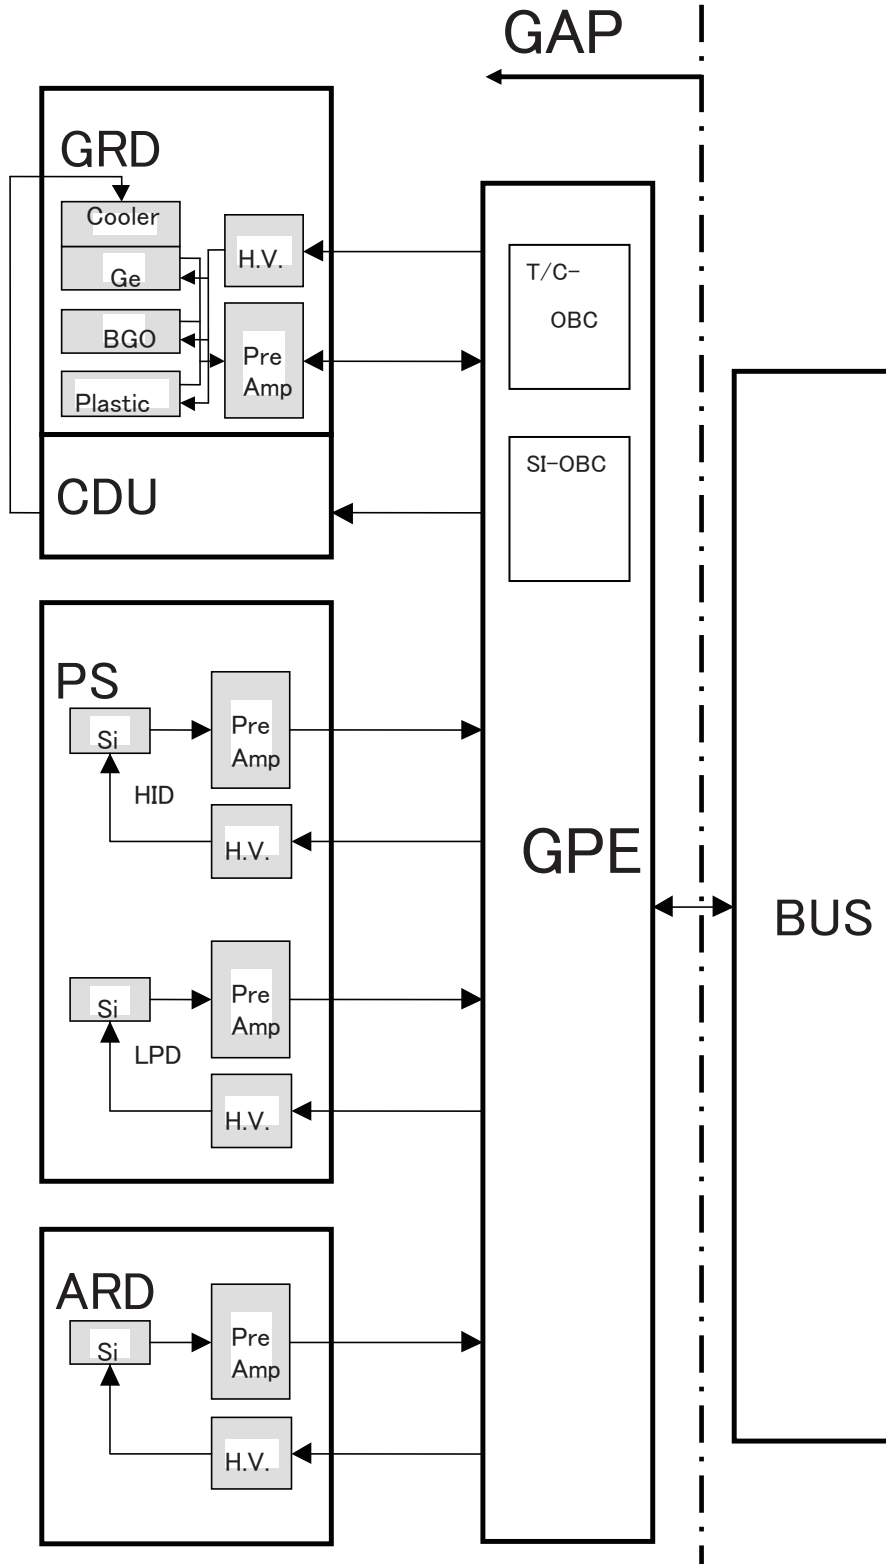 GAP
GRD
Cooler
Ge
BGO
Plastic
H.V.
Pre
Amp
CDU
PS
Si
HID
Pre
Amp
H.V.
Si
LPD
Pre
Amp
H.V.
ARD
Si
Pre
Amp
H.V.
T/C-
OBC
SI-OBC
GPE
BUS